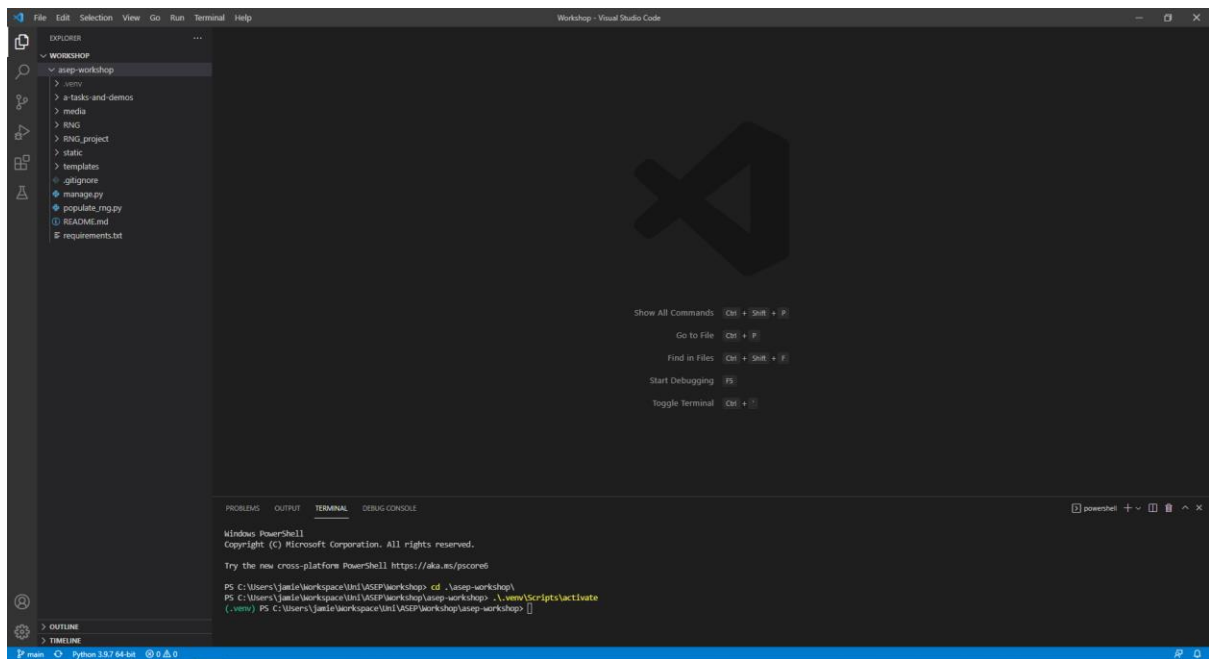 File Edit Selection View Go Run Terminal Help
Workshop - Visual Studio Code
EXPLORER
WORKSHOP
asep-workshop
.venv
a-tasks-and-demos
media
RNG
RNG_project
static
templates
.gitignore
manage.py
populate_rng.py
README.md
requirements.txt
OUTLINE
TIMELINE
Show All Commands Ctrl + Shift + P
Go to File Ctrl + P
Find in Files Ctrl + Shift + F
Start Debugging F5
Toggle Terminal Ctrl + `
PROBLEMS OUTPUT TERMINAL DEBUG CONSOLE
powershell
Windows PowerShell
Copyright (C) Microsoft Corporation. All rights reserved.
Try the new cross-platform PowerShell https://aka.ms/pscore6
PS C:\Users\jamie\Workspace\Uni\ASEP\Workshop> cd .\asep-workshop\
PS C:\Users\jamie\Workspace\Uni\ASEP\Workshop\asep-workshop> .\.venv\Scripts\activate
(.venv) PS C:\Users\jamie\Workspace\Uni\ASEP\Workshop\asep-workshop>
main Python 3.9.7 64-bit 0 0